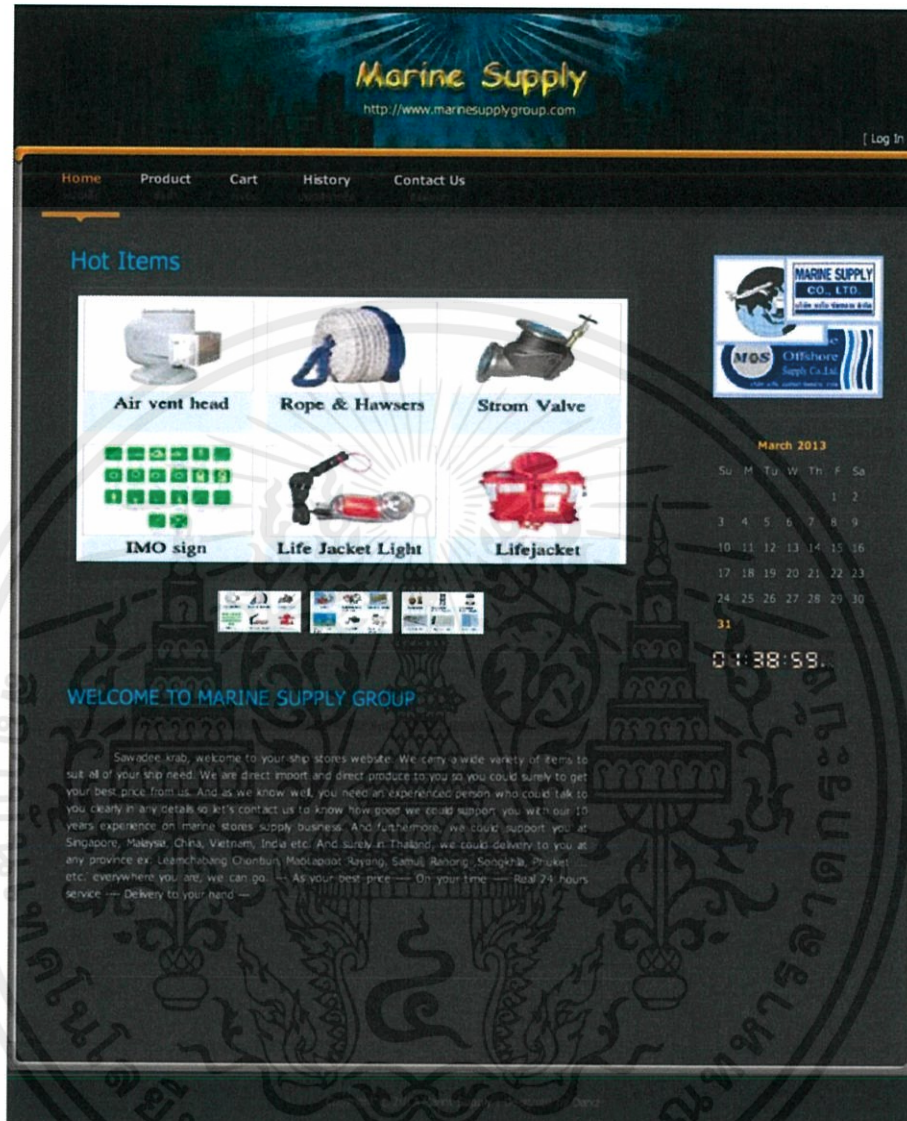 Marine Supply
http://www.marinesupplygroup.com
[ Log In
Home Product Cart History Contact Us
Hot Items
Air vent head Rope & Hawsers Strom Valve
IMO sign Life Jacket Light Lifejacket
MARINE SUPPLY
CO., LTD.
MOS Offshore
Supply Co.,Ltd.
March 2013
Su M Tu W Th F Sa
1 2
3 4 5 6 7 8 9
10 11 12 13 14 15 16
17 18 19 20 21 22 23
24 25 26 27 28 29 30
31
01:38:59
WELCOME TO MARINE SUPPLY GROUP
Sawadee krab, welcome to your ship stores website. We carry a wide variety of items to
suit all of your ship need. We are direct import and direct produce to you so you could surely to get
your best price from us. And as we know well, you need an experienced person who could talk to
you clearly in any details so let's contact us to know how good we could support you with our 10
years experience on marine stores supply business. And furthermore, we could support you at
Singapore, Malaysia, China, Vietnam, India etc. And surely in Thailand, we could delivery to you at
any province ex: Leamchabang Chonburi, Maptaput Rayong, Samui, Ranong, Songkhla, Phuket ...
etc. everywhere you are, we can go. --- As your best price --- On your time --- Real 24 hours
service --- Delivery to your hand ---